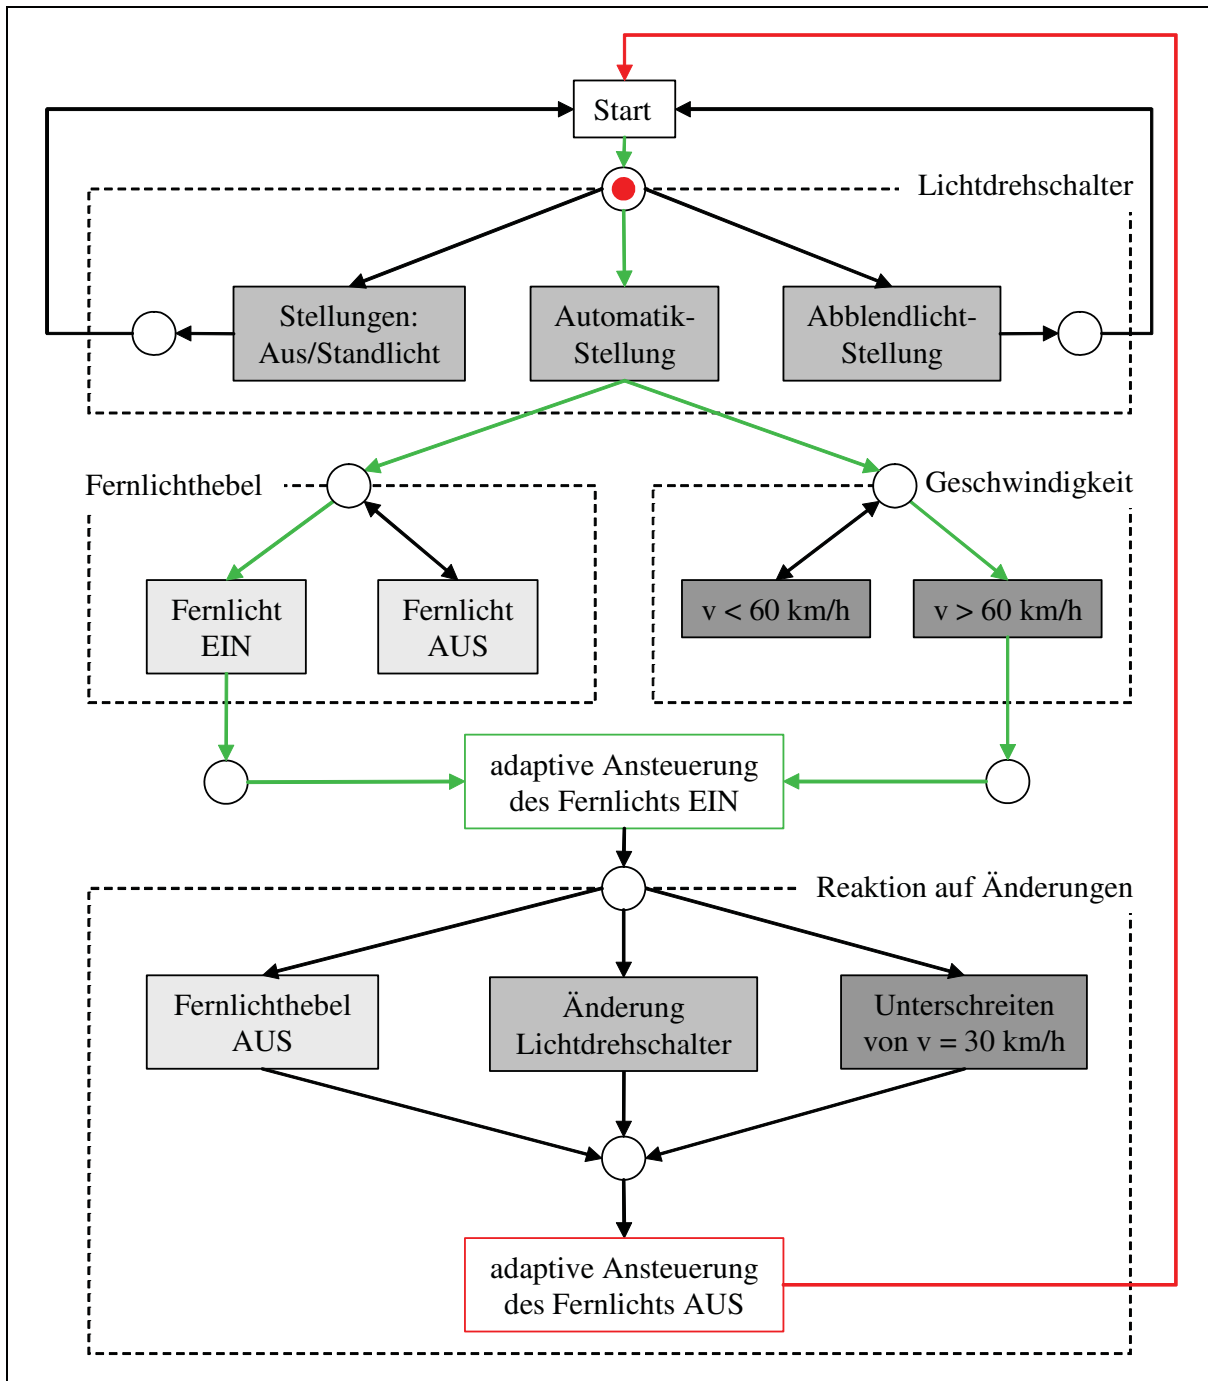 Start
Lichtdrehschalter
Stellungen:
Aus/Standlicht
Automatik-
Stellung
Abblendlicht-
Stellung
Fernlichthebel
Geschwindigkeit
Fernlicht
EIN
Fernlicht
AUS
v < 60 km/h
v > 60 km/h
adaptive Ansteuerung
des Fernlichts EIN
Reaktion auf Änderungen
Fernlichthebel
AUS
Änderung
Lichtdrehschalter
Unterschreiten
von v = 30 km/h
adaptive Ansteuerung
des Fernlichts AUS